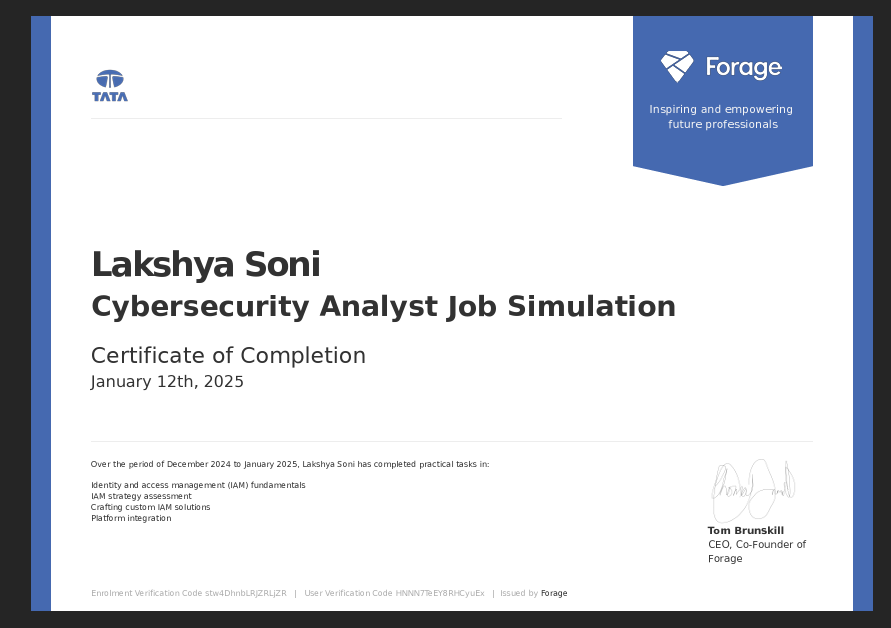 TATA
Forage
Inspiring and empowering
future professionals
Lakshya Soni
Cybersecurity Analyst Job Simulation
Certificate of Completion
January 12th, 2025
Over the period of December 2024 to January 2025, Lakshya Soni has completed practical tasks in:
Identity and access management (IAM) fundamentals
IAM strategy assessment
Crafting custom IAM solutions
Platform integration
Tom Brunskill
CEO, Co-Founder of
Forage
Enrolment Verification Code stw4DhnbLRJZRLjZR | User Verification Code HNNN7TeEY8RHCyuEx | Issued by Forage